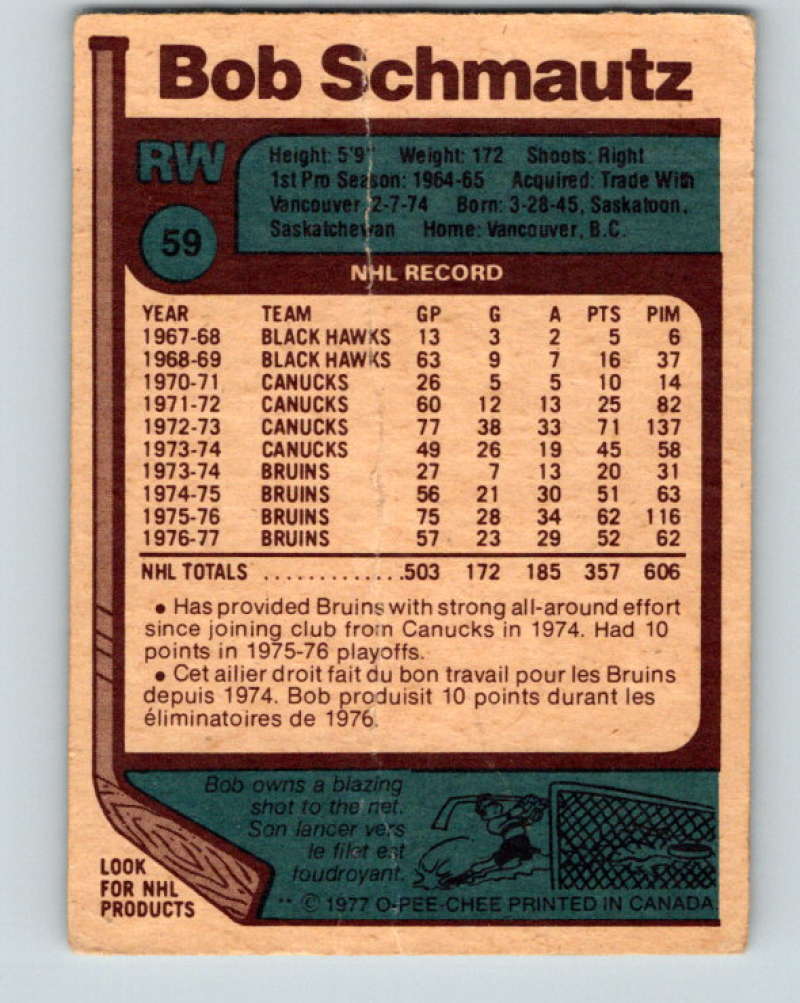 Bob Schmautz
RW
59
Height: 5'9" Weight: 172 Shoots: Right
1st Pro Season: 1964-65 Acquired: Trade With
Vancouver 2-7-74 Born: 3-28-45, Saskatoon,
Saskatchewan Home: Vancouver, B.C.
NHL RECORD
YEAR TEAM GP G A PTS PIM
1967-68 BLACK HAWKS 13 3 2 5 6
1968-69 BLACK HAWKS 63 9 7 16 37
1970-71 CANUCKS 26 5 5 10 14
1971-72 CANUCKS 60 12 13 25 82
1972-73 CANUCKS 77 38 33 71 137
1973-74 CANUCKS 49 26 19 45 58
1973-74 BRUINS 27 7 13 20 31
1974-75 BRUINS 56 21 30 51 63
1975-76 BRUINS 75 28 34 62 116
1976-77 BRUINS 57 23 29 52 62
NHL TOTALS .............503 172 185 357 606
• Has provided Bruins with strong all-around effort
since joining club from Canucks in 1974. Had 10
points in 1975-76 playoffs.
• Cet ailier droit fait du bon travail pour les Bruins
depuis 1974. Bob produisit 10 points durant les
éliminatoires de 1976.
Bob owns a blazing
shot to the net.
Son lancer vers
le filet est
foudroyant.
LOOK
FOR NHL
PRODUCTS
** © 1977 O-PEE-CHEE PRINTED IN CANADA